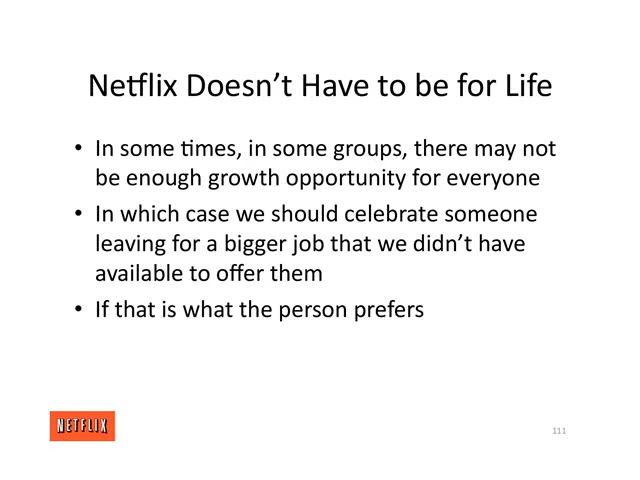 Netflix Doesn't Have to be for Life
• In some times, in some groups, there may not
be enough growth opportunity for everyone
• In which case we should celebrate someone
leaving for a bigger job that we didn't have
available to offer them
• If that is what the person prefers
NETFLIX
111